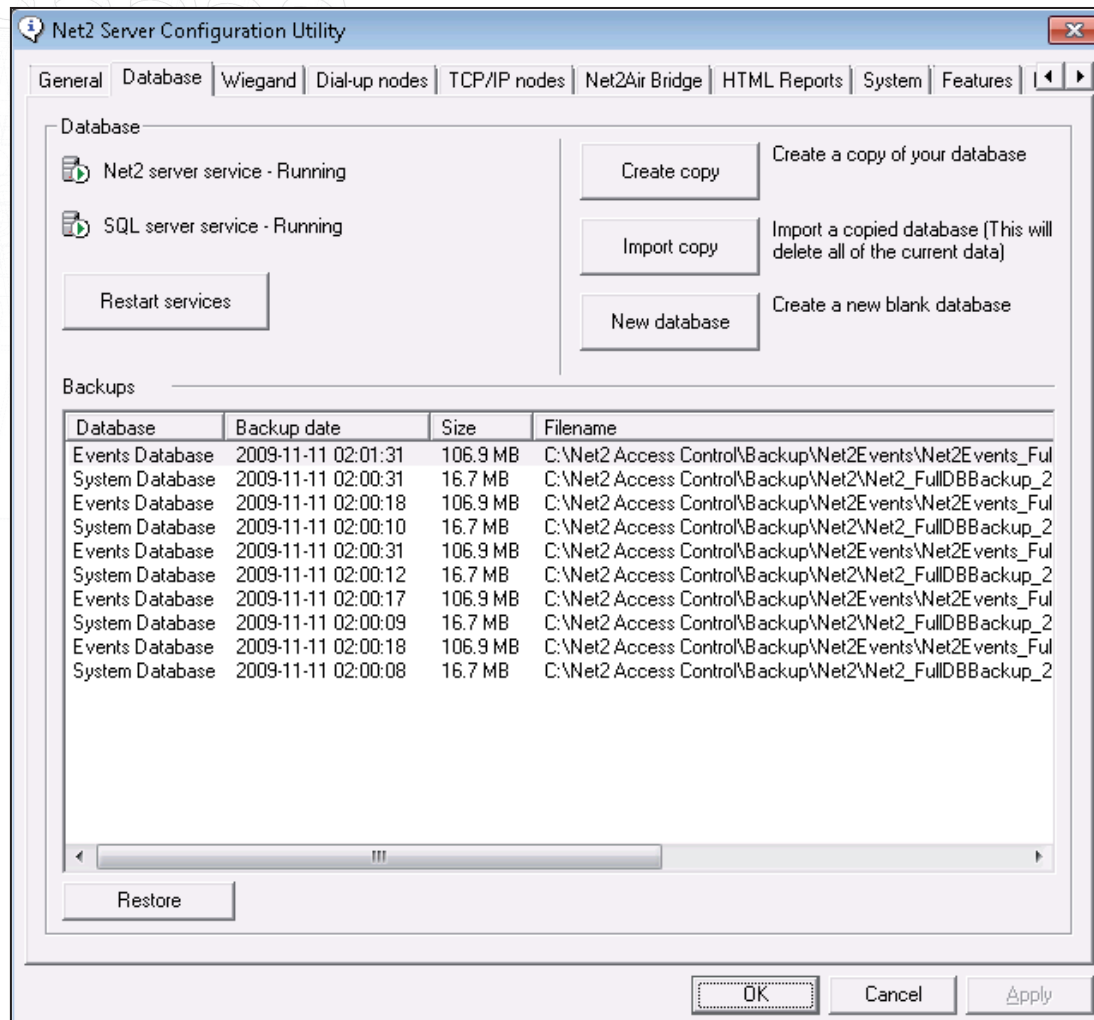 Net2 Server Configuration Utility
General Database Wiegand Dial-up nodes TCP/IP nodes Net2Air Bridge HTML Reports System Features
Database
Net2 server service - Running
SQL server service - Running
Restart services
Create copy
Create a copy of your database
Import copy
Import a copied database (This will
delete all of the current data)
New database
Create a new blank database
Backups
Database Backup date Size Filename
Events Database 2009-11-11 02:01:31 106.9 MB C:\Net2 Access Control\Backup\Net2Events\Net2Events_Full
System Database 2009-11-11 02:00:31 16.7 MB C:\Net2 Access Control\Backup\Net2\Net2_FullDBBackup_2
Events Database 2009-11-11 02:00:18 106.9 MB C:\Net2 Access Control\Backup\Net2Events\Net2Events_Ful
System Database 2009-11-11 02:00:10 16.7 MB C:\Net2 Access Control\Backup\Net2\Net2_FullDBBackup_2
Events Database 2009-11-11 02:00:31 106.9 MB C:\Net2 Access Control\Backup\Net2Events\Net2Events_Ful
System Database 2009-11-11 02:00:12 16.7 MB C:\Net2 Access Control\Backup\Net2\Net2_FullDBBackup_2
Events Database 2009-11-11 02:00:17 106.9 MB C:\Net2 Access Control\Backup\Net2Events\Net2Events_Ful
System Database 2009-11-11 02:00:09 16.7 MB C:\Net2 Access Control\Backup\Net2\Net2_FullDBBackup_2
Events Database 2009-11-11 02:00:18 106.9 MB C:\Net2 Access Control\Backup\Net2Events\Net2Events_Ful
System Database 2009-11-11 02:00:08 16.7 MB C:\Net2 Access Control\Backup\Net2\Net2_FullDBBackup_2
Restore
OK Cancel Apply